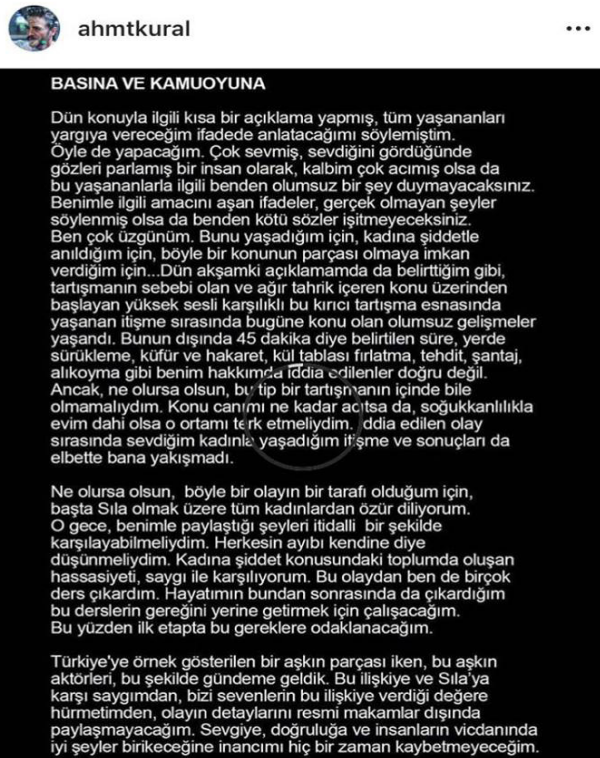 ahmtkural
BASINA VE KAMUOYUNA
Dün konuyla ilgili kısa bir açıklama yapmış, tüm yaşananları
yargıya vereceğim ifadede anlatacağımı söylemiştim.
Öyle de yapacağım. Çok sevmiş, sevdiğini gördüğünde
gözleri parlamış bir insan olarak, kalbim çok acımış olsa da
bu yaşananlarla ilgili benden olumsuz bir şey duymayacaksınız.
Benimle ilgili amacını aşan ifadeler, gerçek olmayan şeyler
söylenmiş olsa da benden kötü sözler işitmeyeceksiniz.
Ben çok üzgünüm. Bunu yaşadığım için, kadına şiddetle
anıldığım için, böyle bir konunun parçası olmaya imkan
verdiğim için...Dün akşamki açıklamamda da belirttiğim gibi,
tartışmanın sebebi olan ve ağır tahrik içeren konu üzerinden
başlayan yüksek sesli karşılıklı bu kırıcı tartışma esnasında
yaşanan itişme sırasında bugüne konu olan olumsuz gelişmeler
yaşandı. Bunun dışında 45 dakika diye belirtilen süre, yerde
sürükleme, küfür ve hakaret, kül tablası fırlatma, tehdit, şantaj,
alıkoyma gibi benim hakkımda iddia edilenler doğru değil.
Ancak, ne olursa olsun, bu tip bir tartışmanın içinde bile
olmamalıydım. Konu canımı ne kadar acıtsa da, soğukkanlılıkla
evim dahi olsa o ortamı terk etmeliydim. ddia edilen olay
sırasında sevdiğim kadınla yaşadığım itişme ve sonuçları da
elbette bana yakışmadı.
Ne olursa olsun, böyle bir olayın bir tarafı olduğum için,
başta Sıla olmak üzere tüm kadınlardan özür diliyorum.
O gece, benimle paylaştığı şeyleri itidalli bir şekilde
karşılayabilmeliydim. Herkesin ayıbı kendine diye
düşünmeliydim. Kadına şiddet konusundaki toplumda oluşan
hassasiyeti, saygı ile karşılıyorum. Bu olaydan ben de birçok
ders çıkardım. Hayatımın bundan sonrasında da çıkardığım
bu derslerin gereğini yerine getirmek için çalışacağım.
Bu yüzden ilk etapta bu gereklere odaklanacağım.
Türkiye'ye örnek gösterilen bir aşkın parçası iken, bu aşkın
aktörleri, bu şekilde gündeme geldik. Bu ilişkiye ve Sıla'ya
karşı saygımdan, bizi sevenlerin bu ilişkiye verdiği değere
hürmetimden, olayın detaylarını resmi makamlar dışında
paylaşmayacağım. Sevgiye, doğruluğa ve insanların vicdanında
iyi şeyler birikeceğine inancımı hiç bir zaman kaybetmeyeceğim.